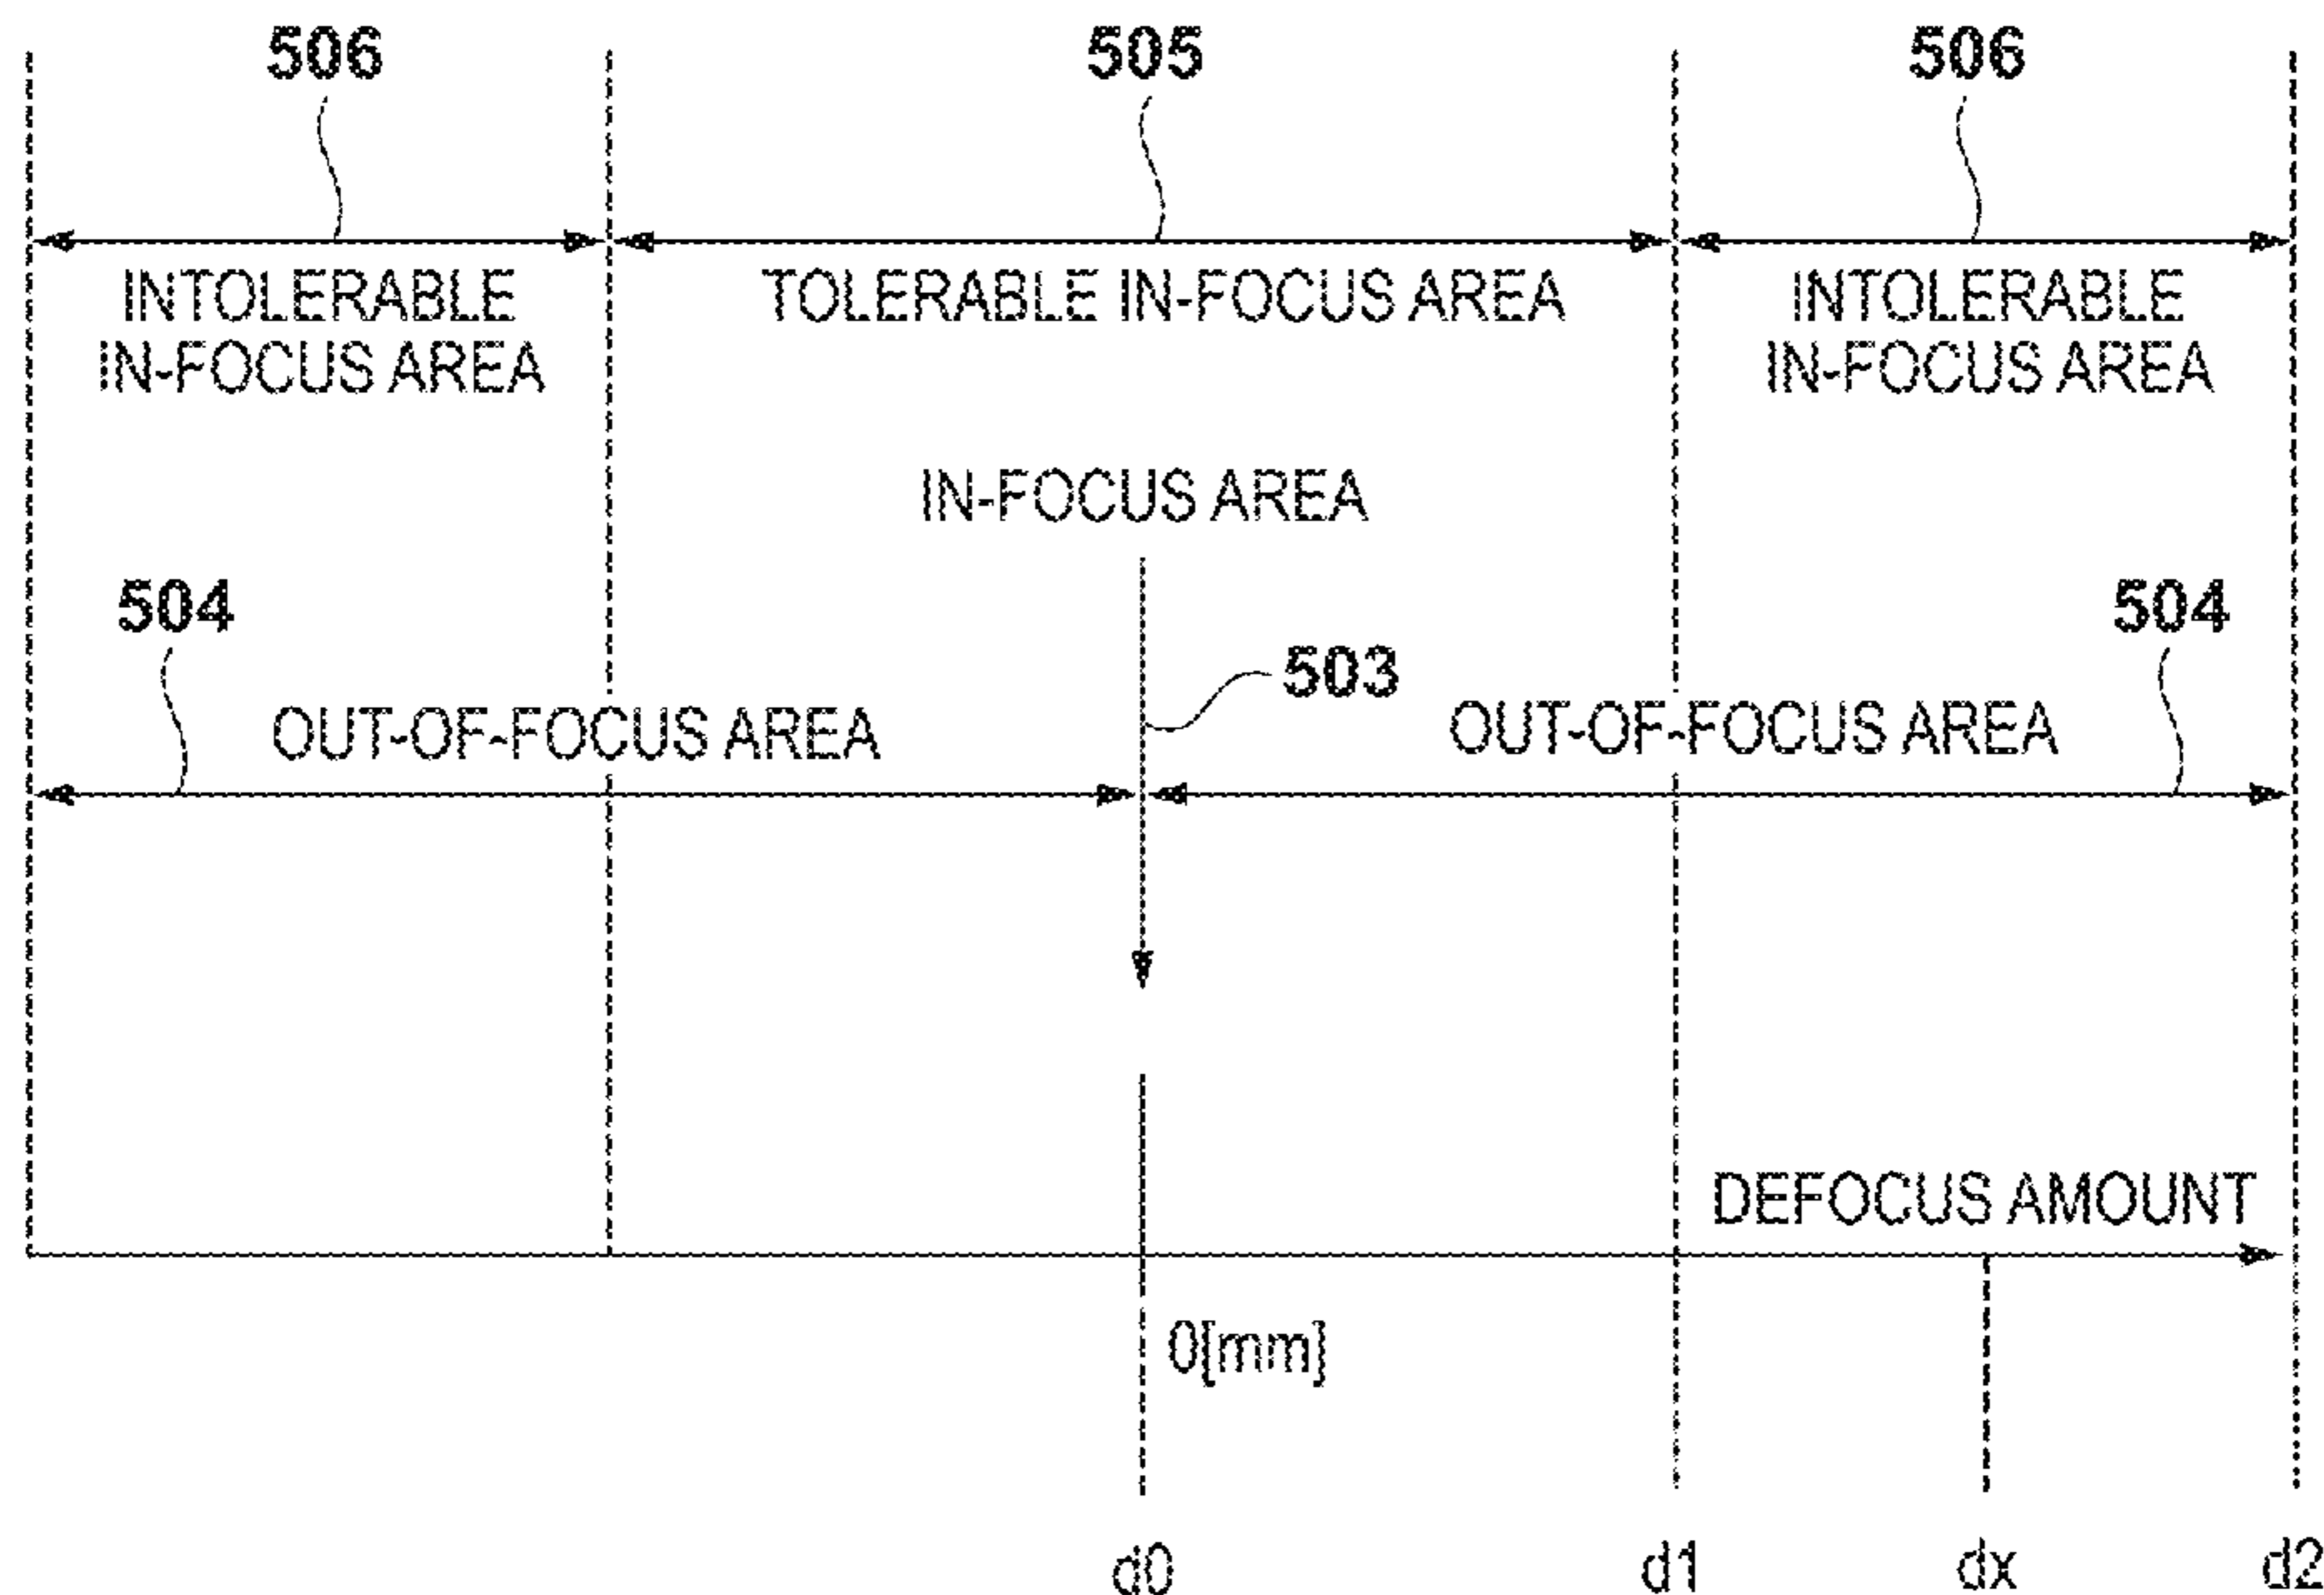 506
505
506
INTOLERABLE
IN-FOCUS AREA
TOLERABLE IN-FOCUS AREA
INTOLERABLE
IN-FOCUS AREA
IN-FOCUS AREA
504
504
503
OUT-OF-FOCUS AREA
OUT-OF-FOCUS AREA
DEFOCUS AMOUNT
0[mm]
d0
d1
dx
d2